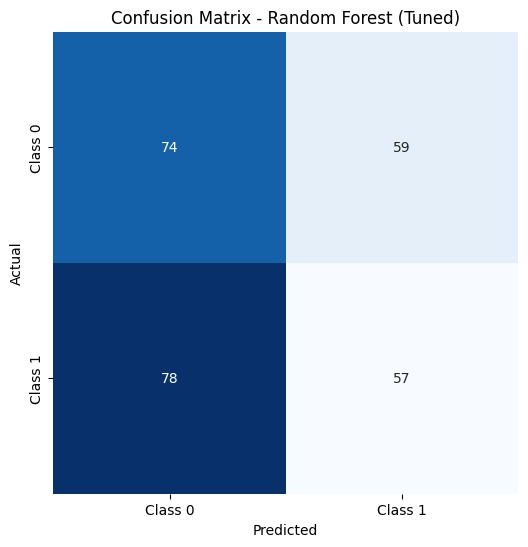 Confusion Matrix - Random Forest (Tuned)
Class 0
74
59
Actual
Class 1
78
57
Class 0
Class 1
Predicted